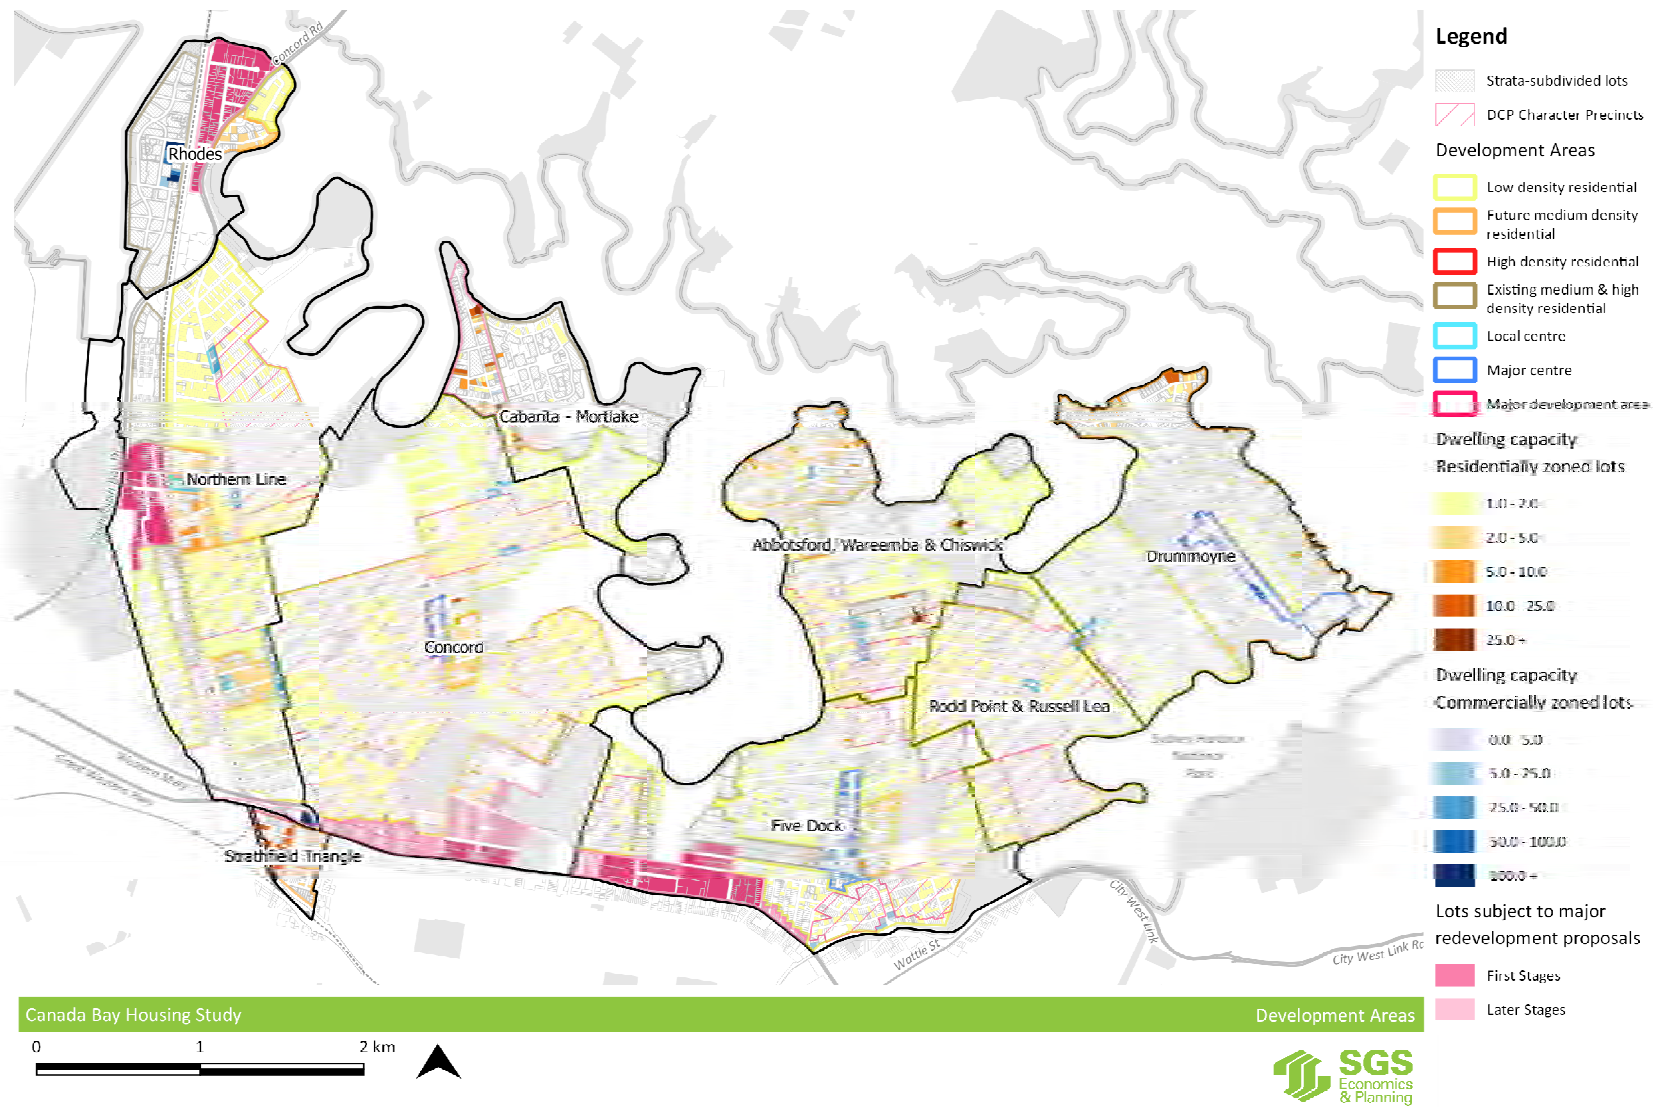 Legend
Strata-subdivided lots
DCP Character Precincts
Development Areas
Low density residential
Future medium density
residential
High density residential
Existing medium & high
density residential
Local centre
Major centre
Major development area
Dwelling capacity
Residentially zoned lots
1.0 - 2.0
2.0 - 5.0
5.0 - 10.0
10.0 - 25.0
25.0 +
Dwelling capacity
Commercially zoned lots
0.0 - 5.0
5.0 - 25.0
25.0 - 50.0
50.0 - 100.0
100.0 +
Lots subject to major
redevelopment proposals
First Stages
Later Stages
Concord Rd
Rhodes
Cabarita - Mortlake
Northern Line
Abbotsford, Wareemba & Chiswick
Drummoyne
Concord
Rodd Point & Russell Lea
Five Dock
Strathfield Triangle
City West Link
Wattle St
City West Link Rd
Canada Bay Housing Study
Development Areas
0 1 2 km
SGS
Economics
& Planning